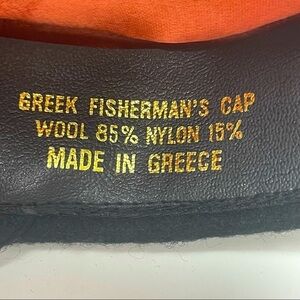 GREEK FISHERMAN'S CAP
WOOL 85% NYLON 15%
MADE IN GREECE